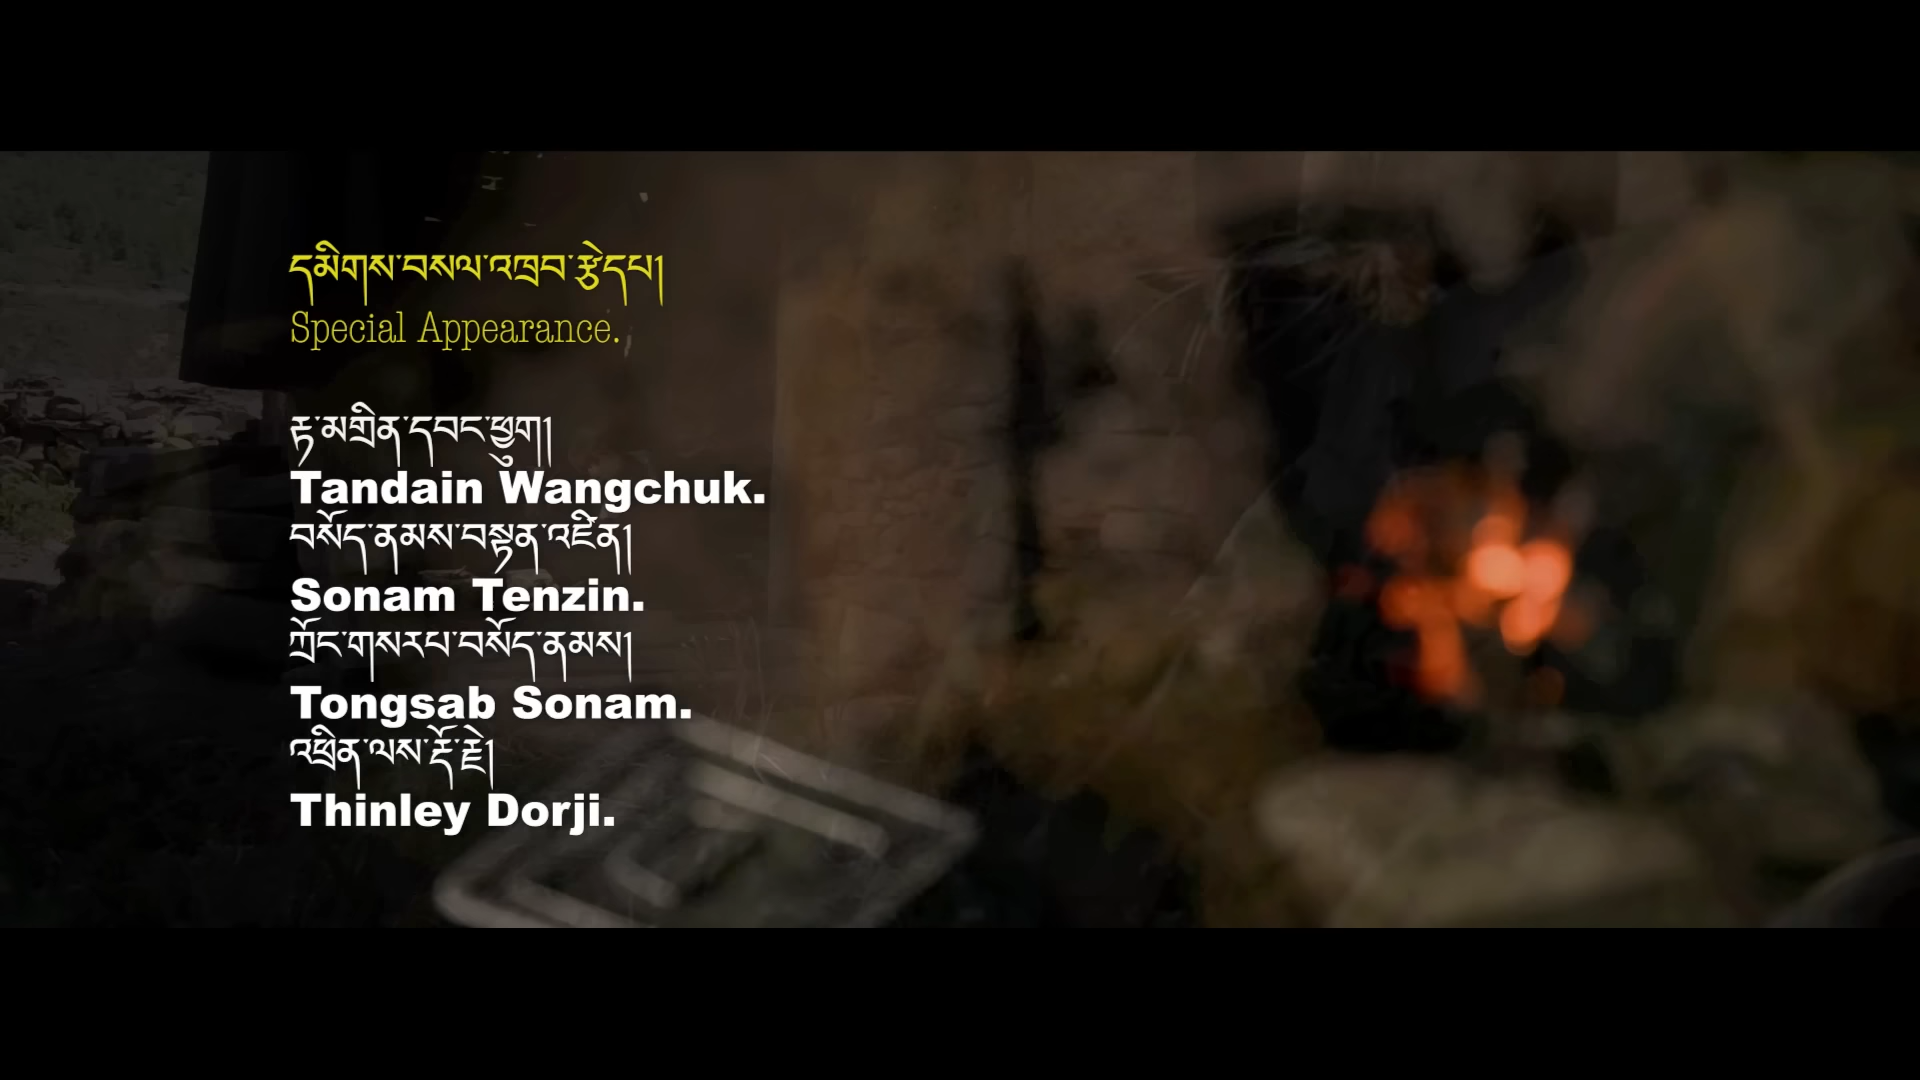 དམིགས་བསལ་འཁྲབ་རྩེདཔ།
Special Appearance.
རྟ་མགྲིན་དབང་ཕྱུག།
Tandain Wangchuk.
བསོད་ནམས་བསྟན་འཛིན།
Sonam Tenzin.
ཀྲོང་གསརཔ་བསོད་ནམས།
Tongsab Sonam.
འཕྲིན་ལས་རྡོ་རྗེ།
Thinley Dorji.